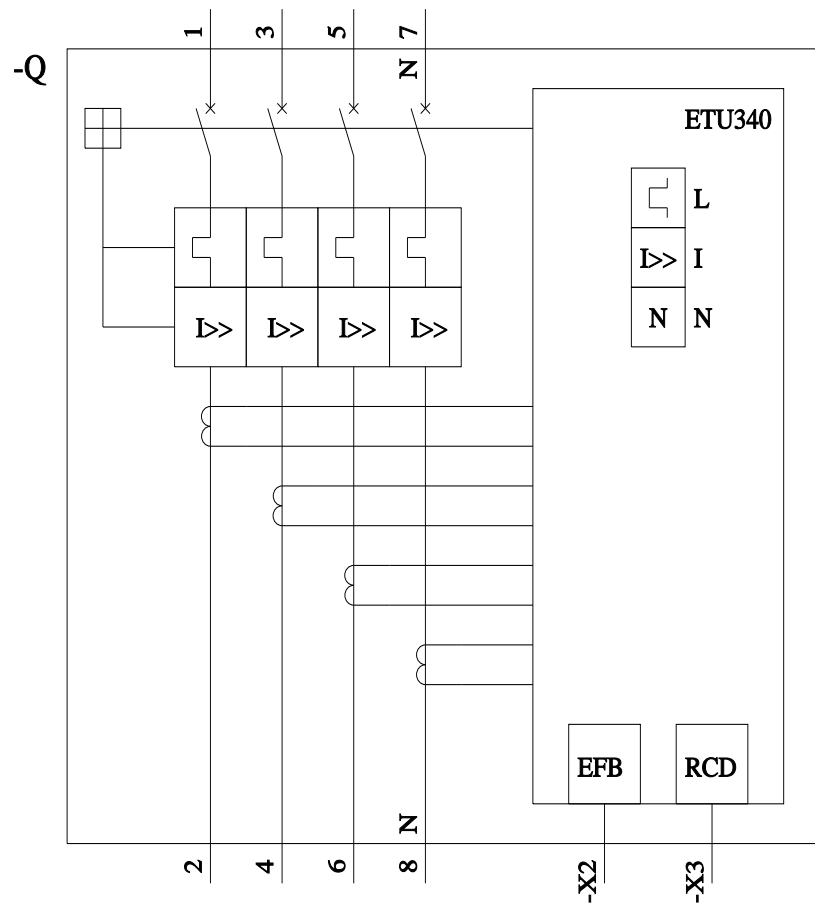 1 3 5 7
-Q
N
ETU340
L
I>> I
N N
I>> I>> I>> I>>
EFB RCD
N
2 4 6 8
-X2 -X3